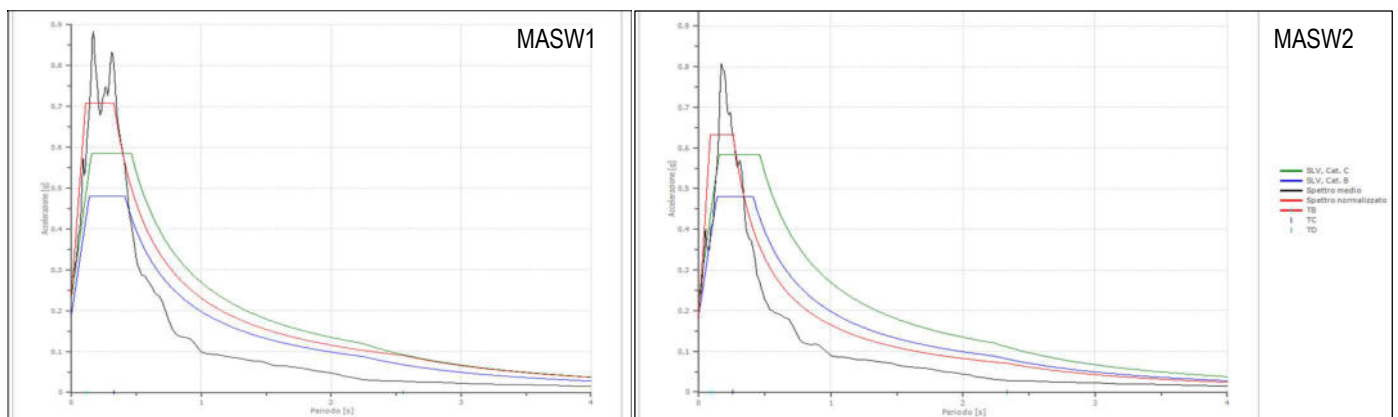 MASW1
0.9
0.8
0.7
0.6
0.5
0.4
0.3
0.2
0.1
0
Accelerazione [g]
0 1 2 3 4
Periodo [s]
MASW2
0.9
0.8
0.7
0.6
0.5
0.4
0.3
0.2
0.1
0
Accelerazione [g]
0 1 2 3 4
Periodo [s]
SLV, Cat. C
SLV, Cat. B
Spettro medio
Spettro normalizzato
TB
TC
TD